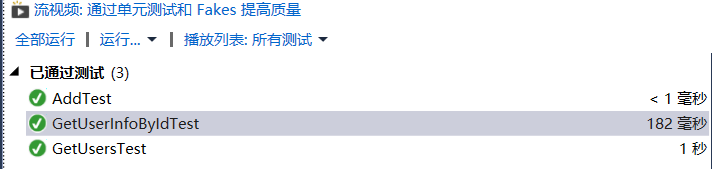 流视频: 通过单元测试和 Fakes 提高质量
全部运行 | 运行... | 播放列表: 所有测试
已通过测试 (3)
AddTest < 1 毫秒
GetUserInfoByIdTest 182 毫秒
GetUsersTest 1 秒